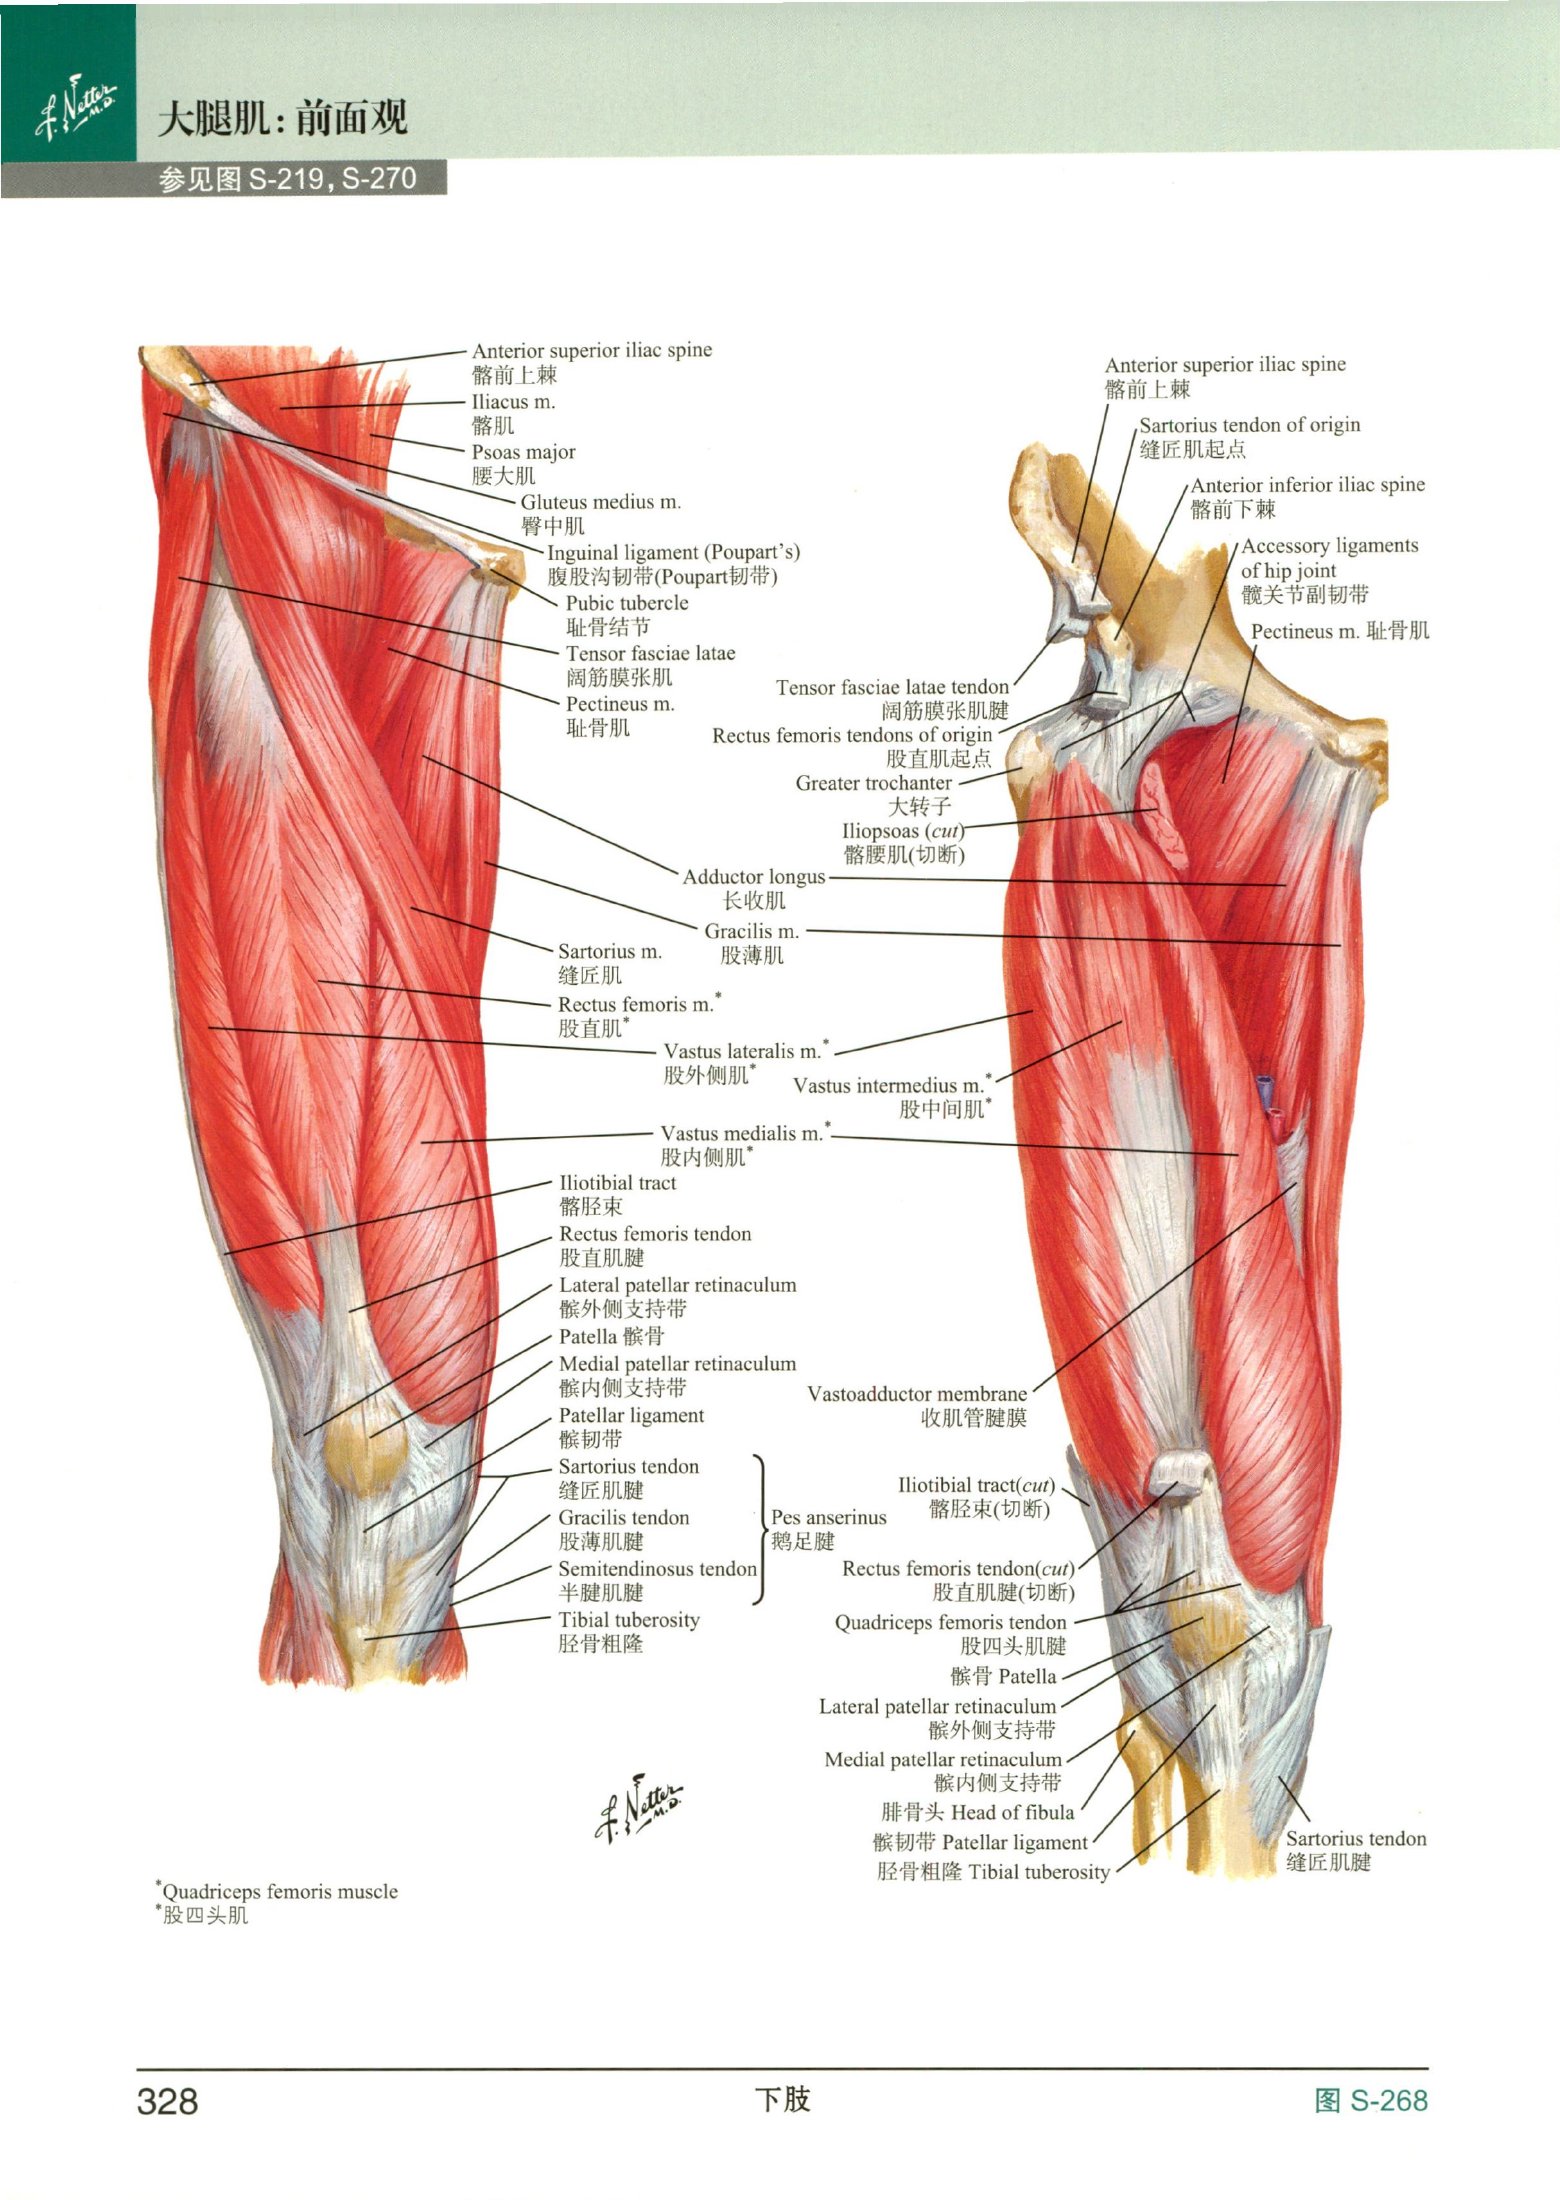 F. Netter M.D.
大腿肌：前面观
参见图 S-219, S-270
Anterior superior iliac spine
髂前上棘
Iliacus m.
髂肌
Psoas major
腰大肌
Gluteus medius m.
臀中肌
Inguinal ligament (Poupart's)
腹股沟韧带(Poupart韧带)
Pubic tubercle
耻骨结节
Tensor fasciae latae
阔筋膜张肌
Pectineus m.
耻骨肌
Anterior superior iliac spine
髂前上棘
Sartorius tendon of origin
缝匠肌起点
Anterior inferior iliac spine
髂前下棘
Accessory ligaments
of hip joint
髋关节副韧带
Pectineus m. 耻骨肌
Tensor fasciae latae tendon
阔筋膜张肌腱
Rectus femoris tendons of origin
股直肌起点
Greater trochanter
大转子
Iliopsoas (cut)
髂腰肌(切断)
Adductor longus
长收肌
Gracilis m.
股薄肌
Sartorius m.
缝匠肌
Rectus femoris m.*
股直肌*
Vastus lateralis m.*
股外侧肌*
Vastus intermedius m.*
股中间肌*
Vastus medialis m.*
股内侧肌*
Iliotibial tract
髂胫束
Rectus femoris tendon
股直肌腱
Lateral patellar retinaculum
髌外侧支持带
Patella 髌骨
Medial patellar retinaculum
髌内侧支持带
Patellar ligament
髌韧带
Sartorius tendon
缝匠肌腱
Gracilis tendon
股薄肌腱
Semitendinosus tendon
半腱肌腱
Pes anserinus
鹅足腱
Tibial tuberosity
胫骨粗隆
Vastoadductor membrane
收肌管腱膜
Iliotibial tract(cut)
髂胫束(切断)
Rectus femoris tendon(cut)
股直肌腱(切断)
Quadriceps femoris tendon
股四头肌腱
髌骨 Patella
Lateral patellar retinaculum
髌外侧支持带
Medial patellar retinaculum
髌内侧支持带
腓骨头 Head of fibula
髌韧带 Patellar ligament
胫骨粗隆 Tibial tuberosity
Sartorius tendon
缝匠肌腱
F. Netter M.D.
*Quadriceps femoris muscle
*股四头肌
328
下肢
图 S-268